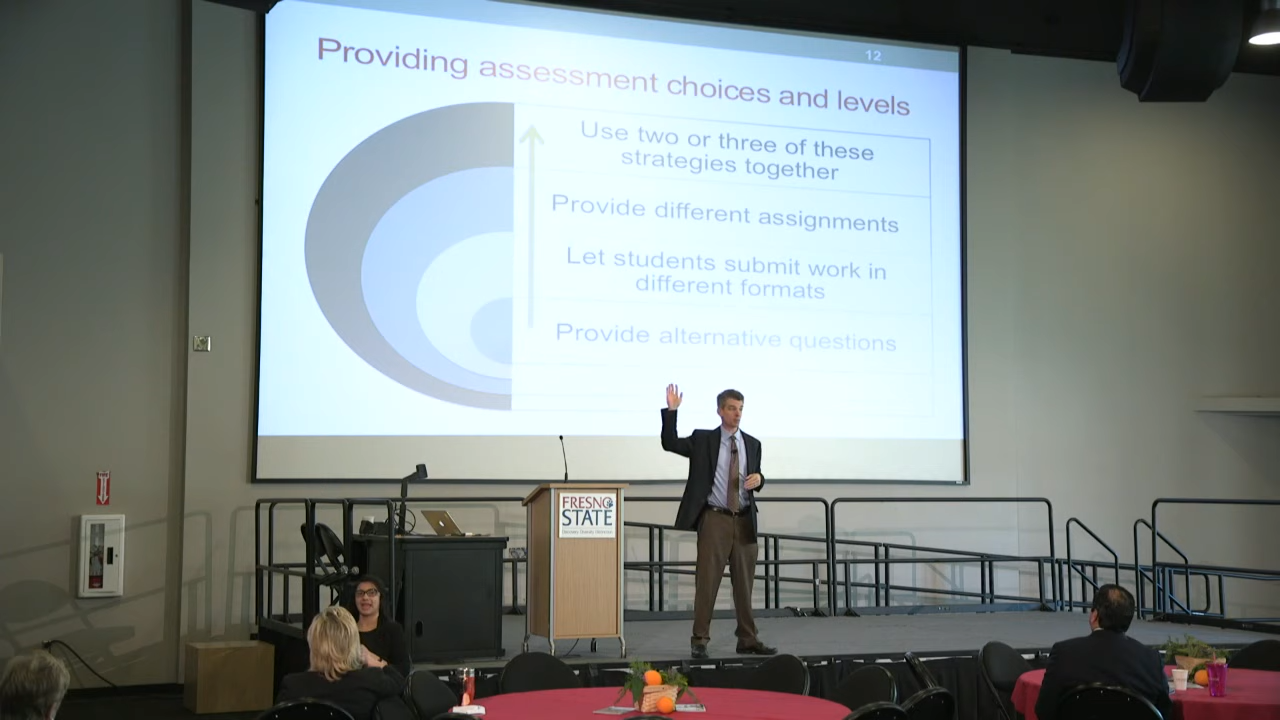 12
Providing assessment choices and levels
Use two or three of these
strategies together
Provide different assignments
Let students submit work in
different formats
Provide alternative questions
FRESNO
STATE